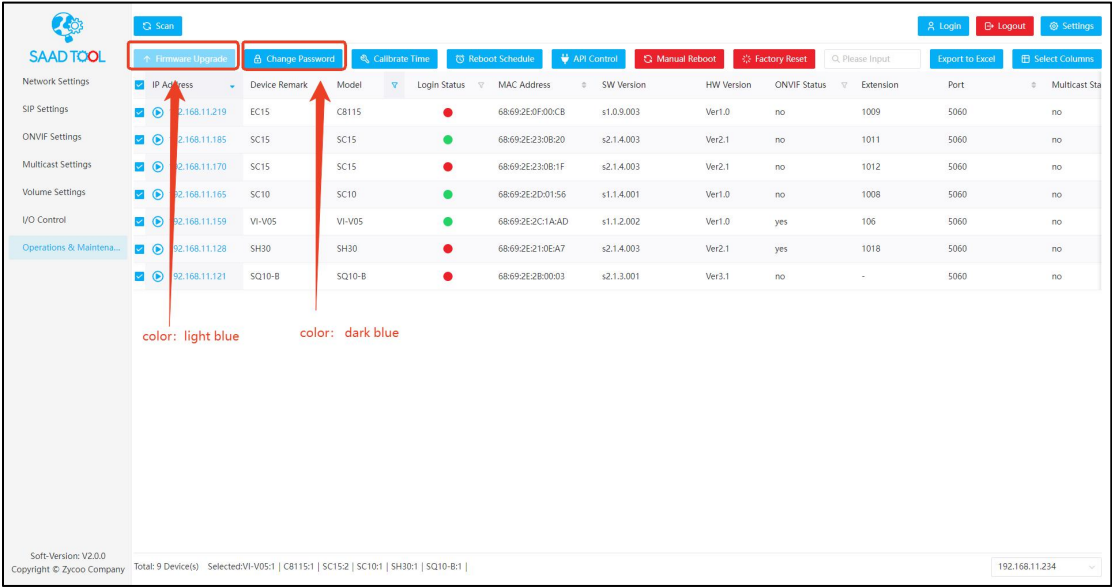 Scan
Login
Logout
Settings
SAAD TOOL
Firmware Upgrade
Change Password
Calibrate Time
Reboot Schedule
API Control
Manual Reboot
Factory Reset
Please Input
Export to Excel
Select Columns
Network Settings
SIP Settings
ONVIF Settings
Multicast Settings
Volume Settings
I/O Control
Operations & Maintena...
IP Address Device Remark Model Login Status MAC Address SW Version HW Version ONVIF Status Extension Port Multicast Sta
192.168.11.219 EC15 C8115 68:69:2E:0F:00:CB s1.0.9.003 Ver1.0 no 1009 5060 no
192.168.11.185 SC15 SC15 68:69:2E:23:0B:20 s2.1.4.003 Ver2.1 no 1011 5060 no
192.168.11.170 SC15 SC15 68:69:2E:23:0B:1F s2.1.4.003 Ver2.1 no 1012 5060 no
192.168.11.165 SC10 SC10 68:69:2E:2D:01:56 s1.1.4.001 Ver1.0 no 1008 5060 no
192.168.11.159 VI-V05 VI-V05 68:69:2E:2C:1A:AD s1.1.2.002 Ver1.0 yes 106 5060 no
192.168.11.128 SH30 SH30 68:69:2E:21:0E:A7 s2.1.4.003 Ver2.1 yes 1018 5060 no
192.168.11.121 SQ10-B SQ10-B 68:69:2E:2B:00:03 s2.1.3.001 Ver3.1 no - 5060 no
color: light blue
color: dark blue
Soft-Version: V2.0.0
Copyright © Zycoo Company
Total: 9 Device(s) Selected:VI-V05:1 | C8115:1 | SC15:2 | SC10:1 | SH30:1 | SQ10-B:1 |
192.168.11.234